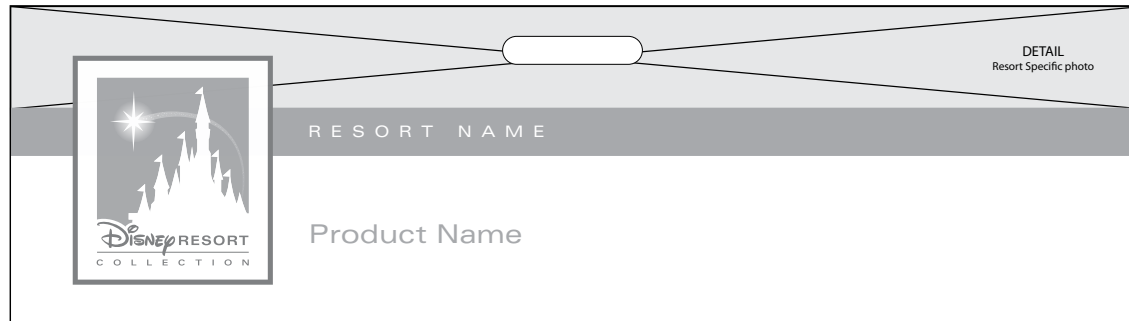 DETAIL
Resort Specific photo
RESORT NAME
Disney RESORT
COLLECTION
Product Name